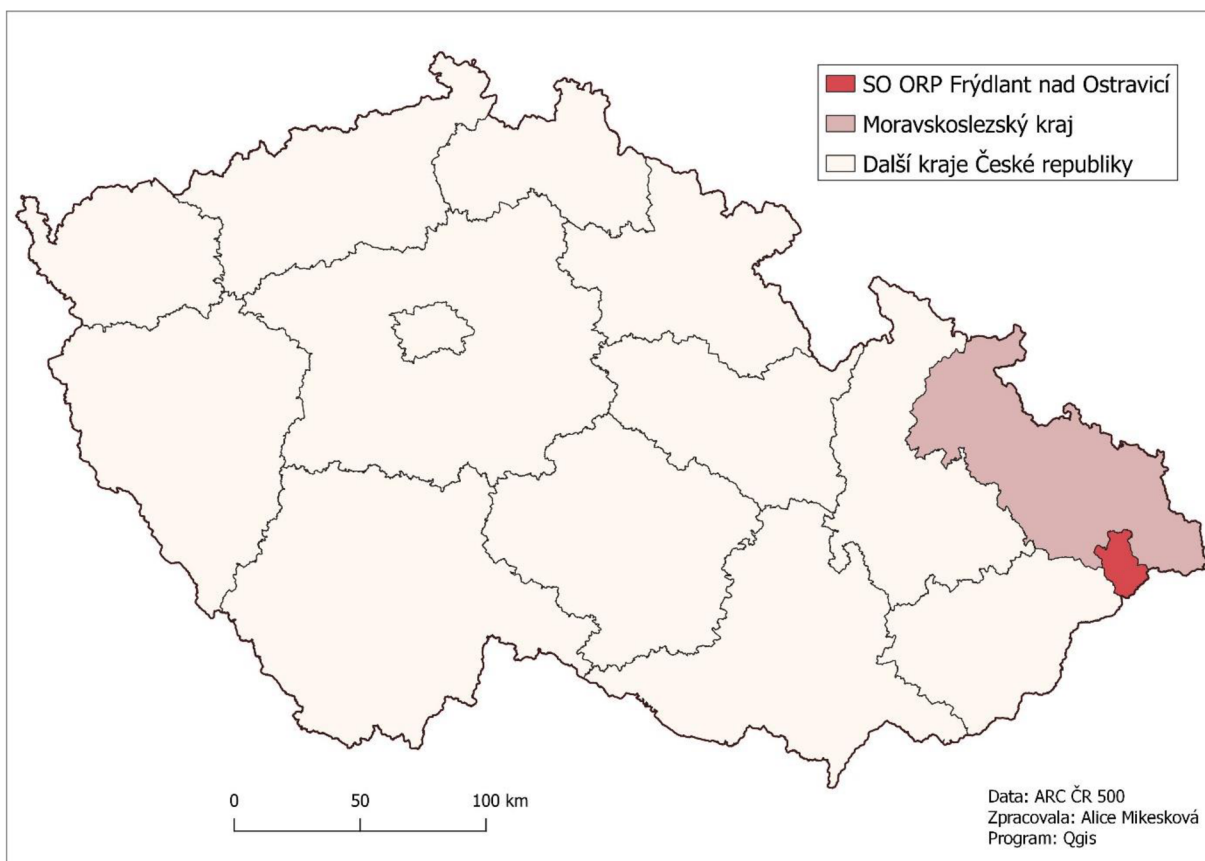 SO ORP Frýdlant nad Ostravicí
Moravskoslezský kraj
Další kraje České republiky
0 50 100 km
Data: ARC ČR 500
Zpracovala: Alice Mikesková
Program: Qgis